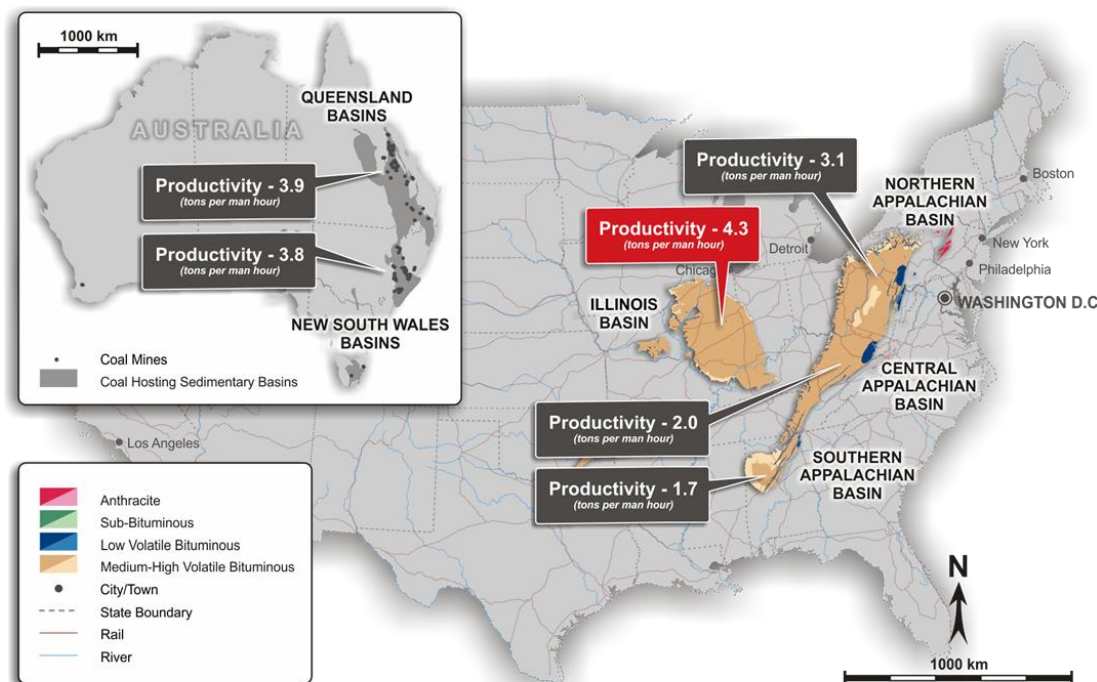 1000 km
QUEENSLAND
BASINS
AUSTRALIA
Productivity - 3.9
(tons per man hour)
Productivity - 3.8
(tons per man hour)
NEW SOUTH WALES
BASINS
Coal Mines
Coal Hosting Sedimentary Basins
Productivity - 3.1
(tons per man hour)
NORTHERN
APPALACHIAN
BASIN
Boston
Productivity - 4.3
(tons per man hour)
Detroit
New York
Chicag
Philadelphia
ILLINOIS
BASIN
WASHINGTON D.C
CENTRAL
APPALACHIAN
BASIN
Productivity - 2.0
(tons per man hour)
Los Angeles
SOUTHERN
APPALACHIAN
BASIN
Productivity - 1.7
(tons per man hour)
Anthracite
Sub-Bituminous
Low Volatile Bituminous
Medium-High Volatile Bituminous
City/Town
State Boundary
Rail
River
N
1000 km